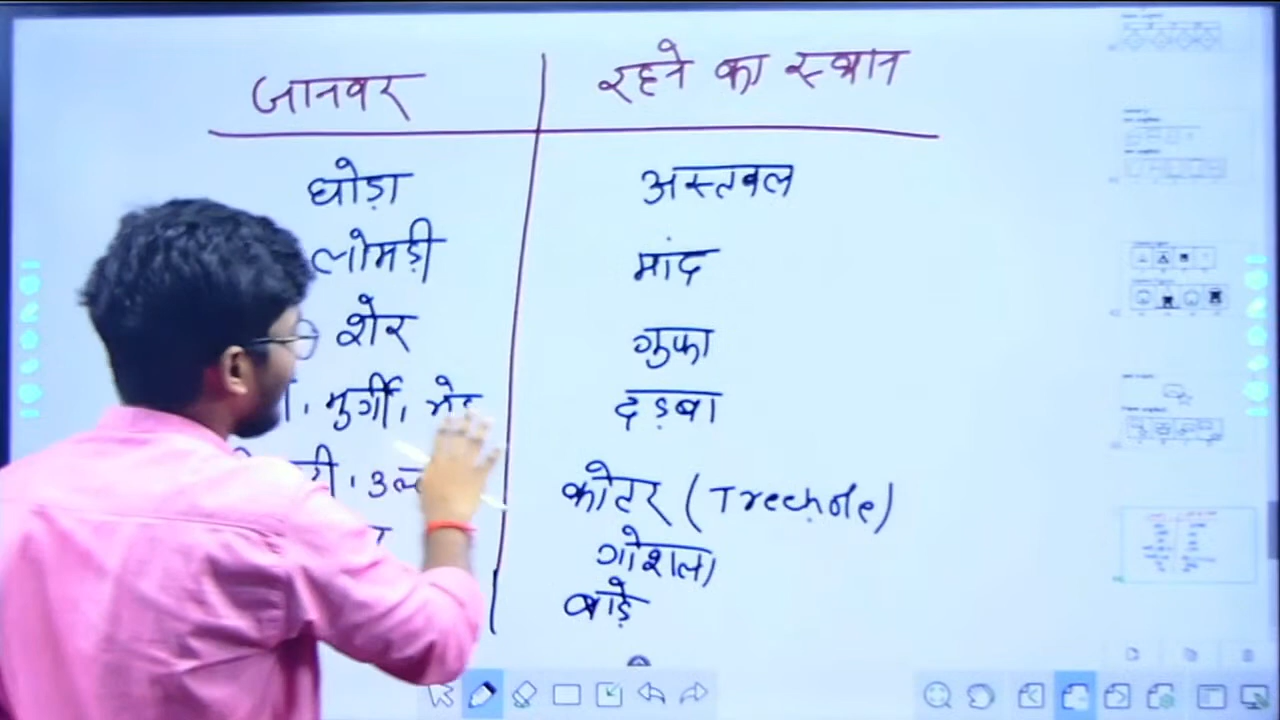 जानवर रहने का स्थान
घोड़ा अस्तबल
लोमड़ी मांद
शेर गुफा
मुर्गी, दड़बा
कोटर (Treehole)
गोशाला
बाड़े